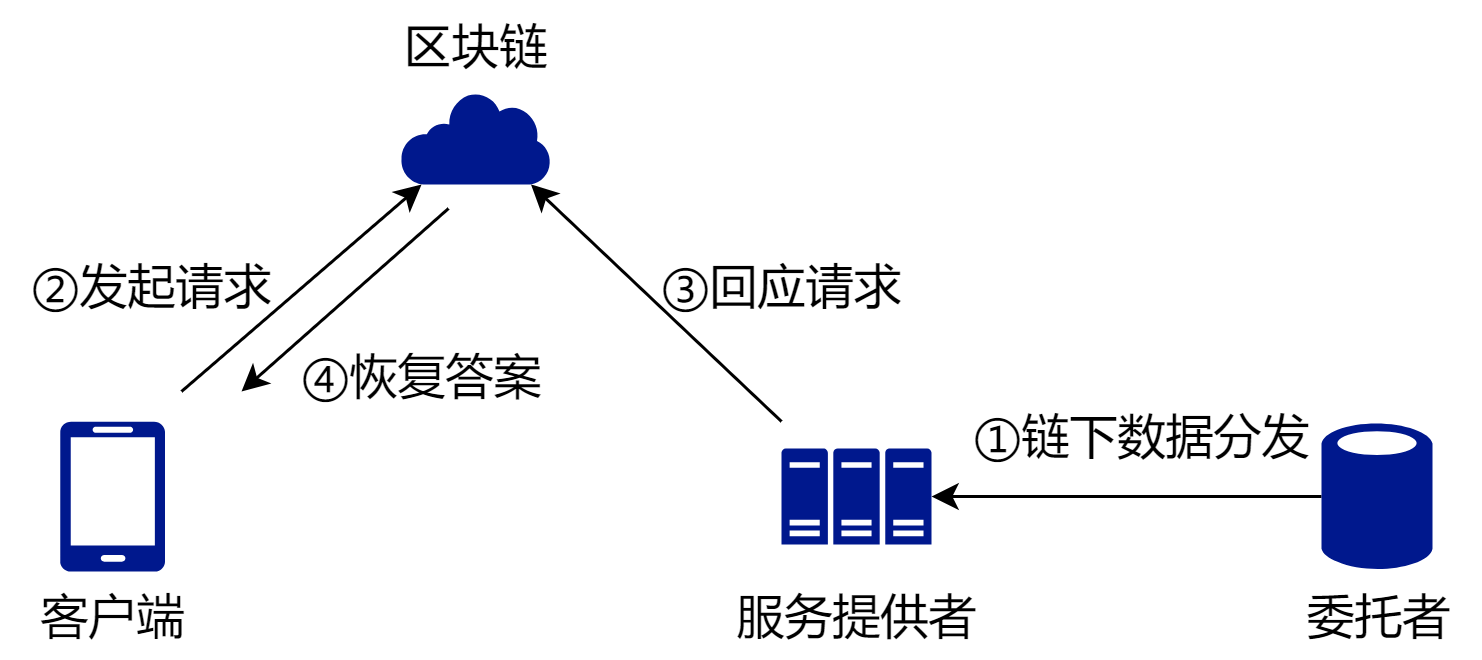 区块链
②发起请求
③回应请求
④恢复答案
①链下数据分发
客户端
服务提供者
委托者